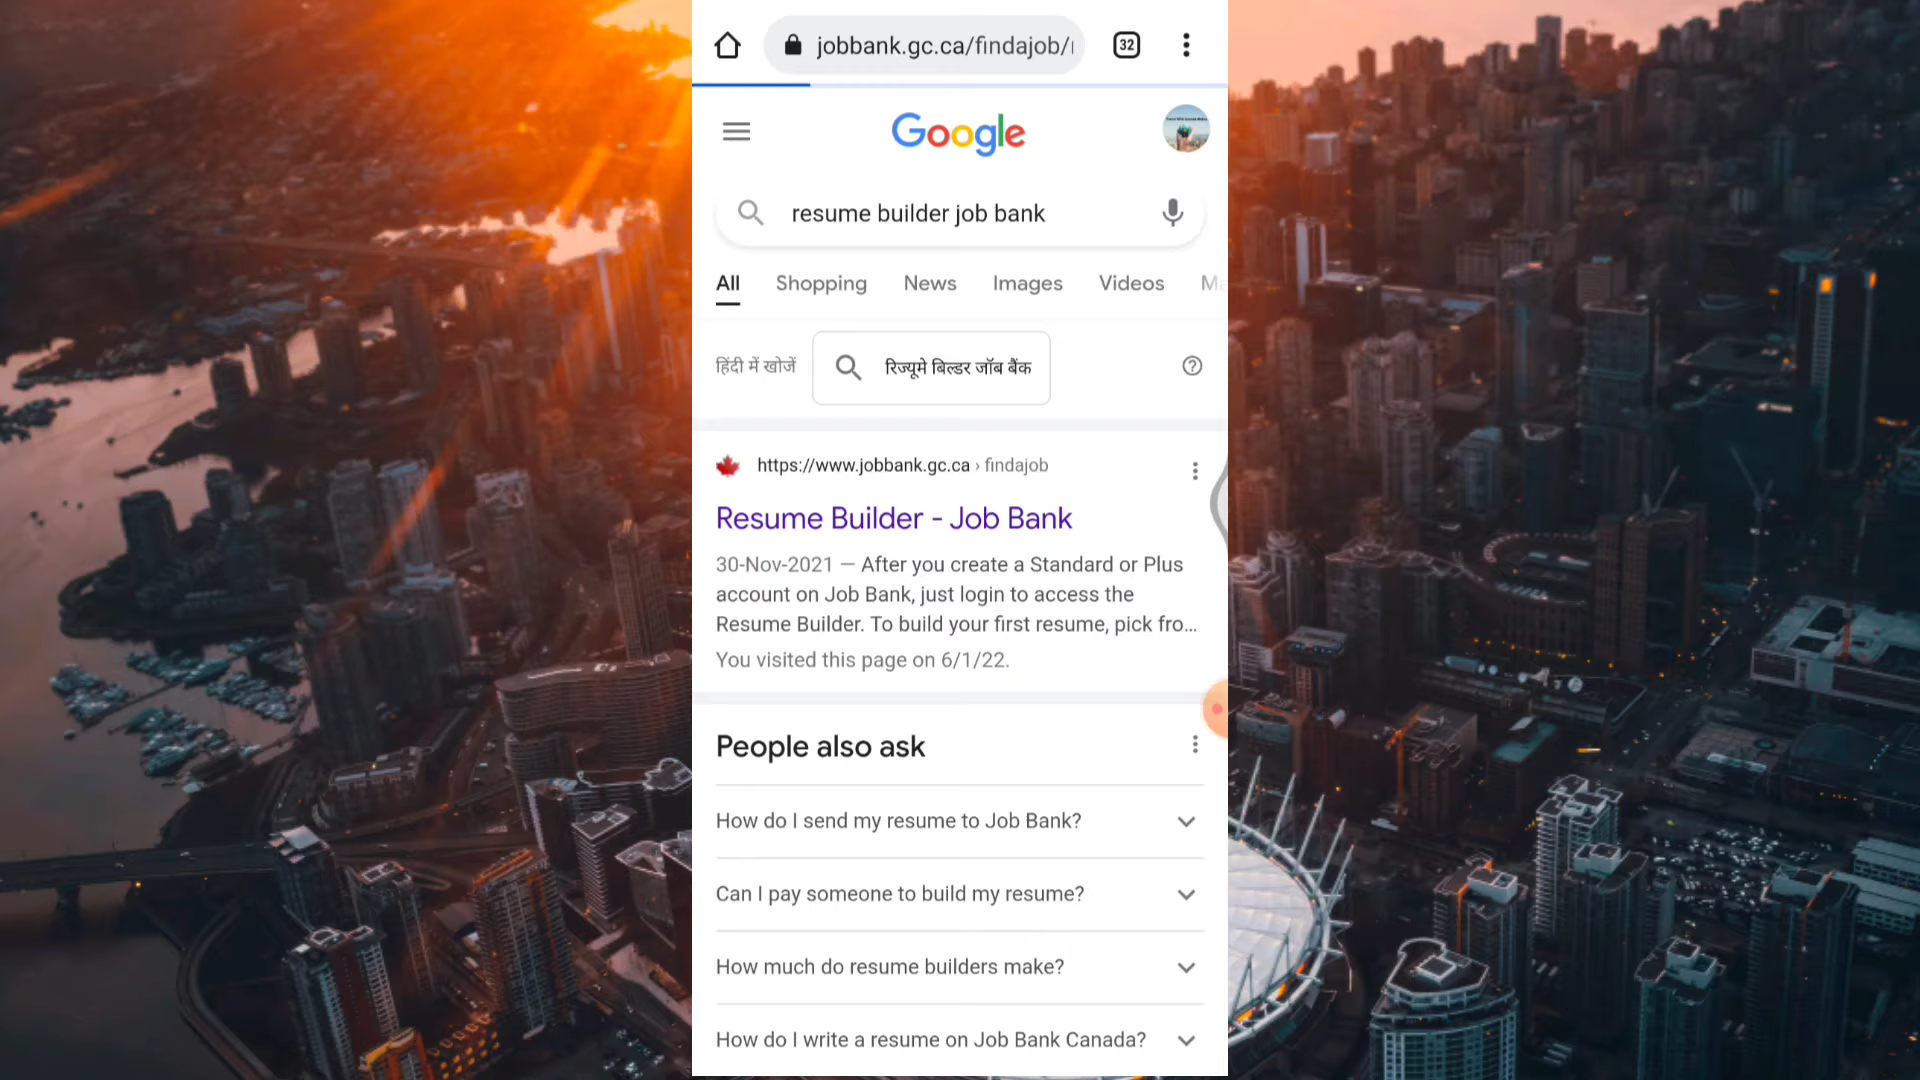 jobbank.gc.ca/findajob/
32
Google
resume builder job bank
All Shopping News Images Videos
हिंदी में खोजें रिज्यूमे बिल्डर जॉब बैंक
https://www.jobbank.gc.ca › findajob
Resume Builder - Job Bank
30-Nov-2021 — After you create a Standard or Plus
account on Job Bank, just login to access the
Resume Builder. To build your first resume, pick fro...
You visited this page on 6/1/22.
People also ask
How do I send my resume to Job Bank?
Can I pay someone to build my resume?
How much do resume builders make?
How do I write a resume on Job Bank Canada?